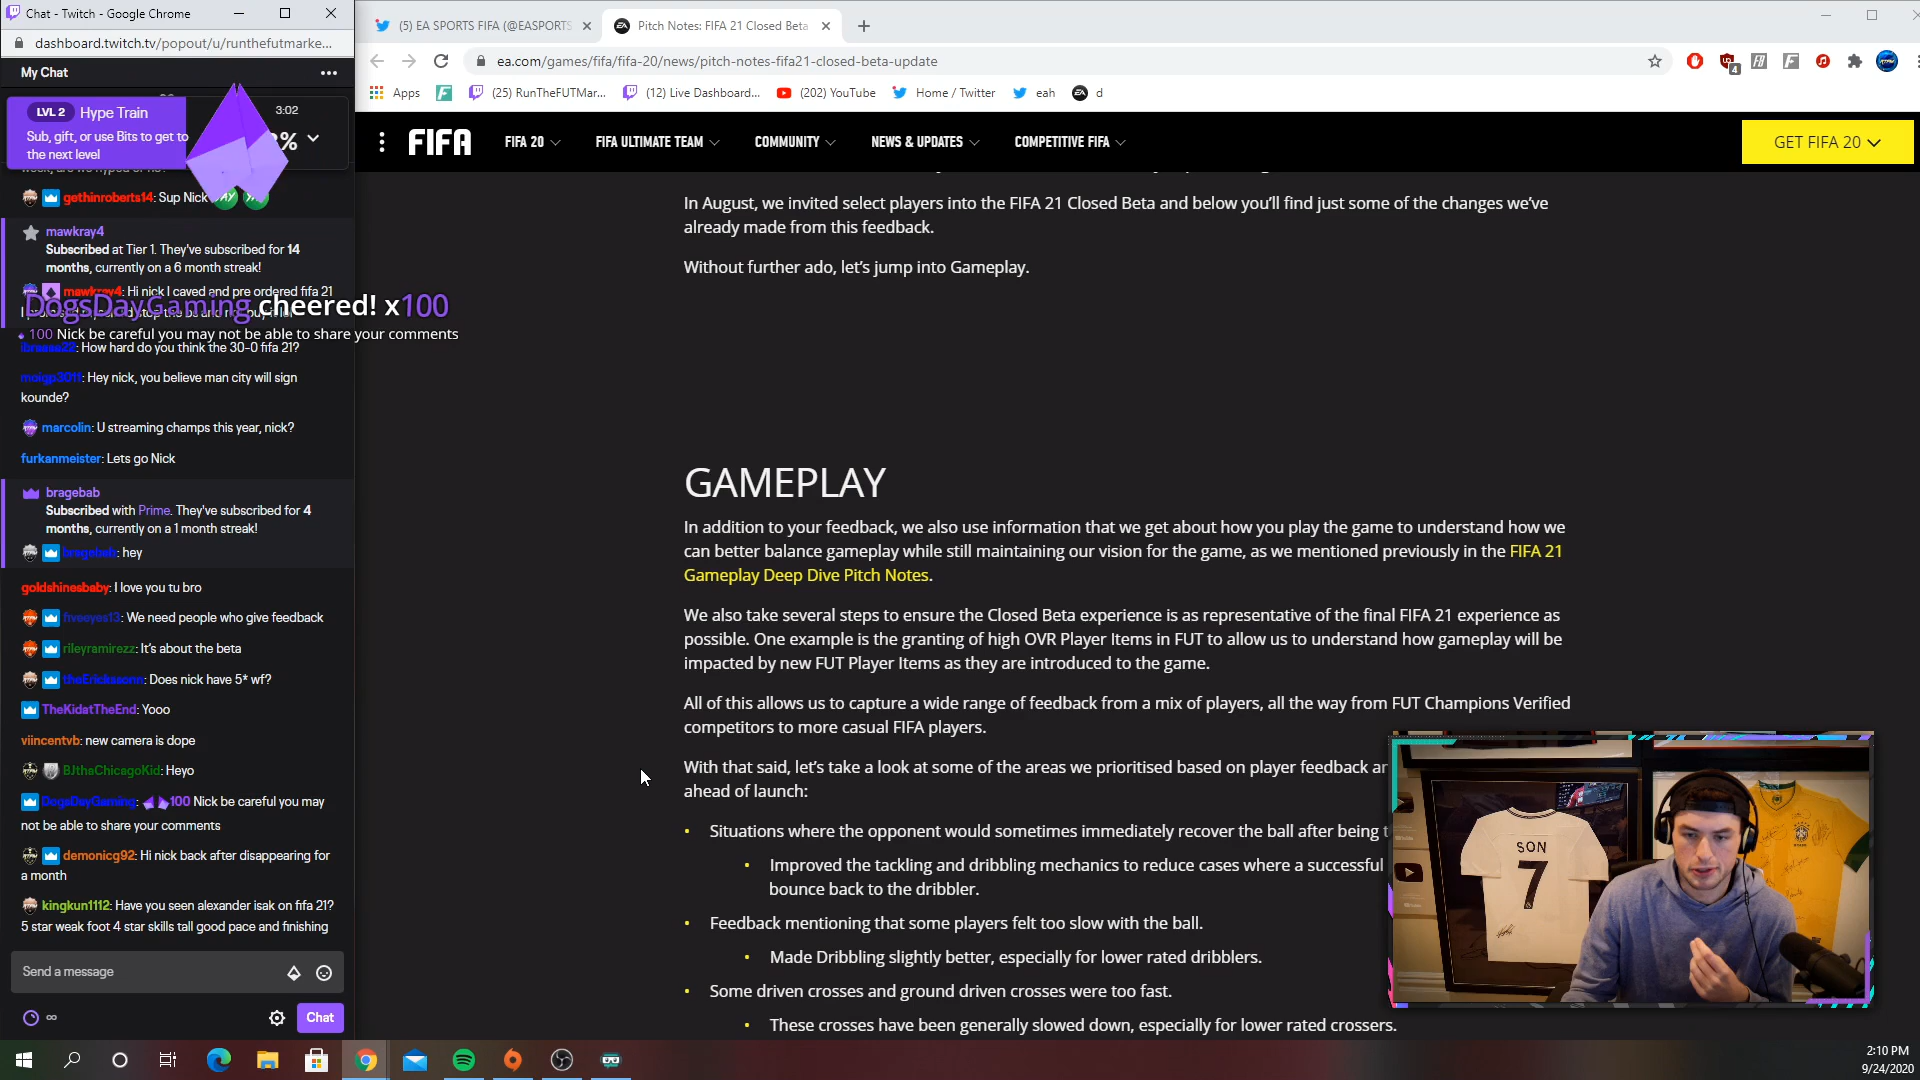 Chat - Twitch - Google Chrome
dashboard.twitch.tv/popout/u/runthefutmarke...
My Chat
LVL 2 Hype Train
3:02
Sub, gift, or use Bits to get to
the next level
%
gethinroberts14: Sup Nick
mawkray4
Subscribed at Tier 1. They've subscribed for 14
months, currently on a 6 month streak!
mawkray4: Hi nick I caved and pre ordered fifa 21
DogsDayGaming cheered! x100
100 Nick be careful you may not be able to share your comments
: How hard do you think the 30-0 fifa 21?
: Hey nick, you believe man city will sign
kounde?
marcolin: U streaming champs this year, nick?
furkanmeister: Lets go Nick
bragebab
Subscribed with Prime. They've subscribed for 4
months, currently on a 1 month streak!
bragebab: hey
goldshinesbaby: I love you tu bro
fiveeyes13: We need people who give feedback
rileyramirezz: It's about the beta
: Does nick have 5* wf?
TheKidatTheEnd: Yooo
viincentvb: new camera is dope
BJthaChicagoKid: Heyo
DogsDayGaming: 100 Nick be careful you may
not be able to share your comments
demonicg92: Hi nick back after disappearing for
a month
kingkun1112: Have you seen alexander isak on fifa 21?
5 star weak foot 4 star skills tall good pace and finishing
Send a message
Chat
(5) EA SPORTS FIFA (@EASPORTS
Pitch Notes: FIFA 21 Closed Beta
ea.com/games/fifa/fifa-20/news/pitch-notes-fifa21-closed-beta-update
4
Apps
(25) RunTheFUTMar...
(12) Live Dashboard...
(202) YouTube
Home / Twitter
eah
d
FIFA
FIFA 20
FIFA ULTIMATE TEAM
COMMUNITY
NEWS & UPDATES
COMPETITIVE FIFA
GET FIFA 20
In August, we invited select players into the FIFA 21 Closed Beta and below you'll find just some of the changes we've
already made from this feedback.
Without further ado, let's jump into Gameplay.
GAMEPLAY
In addition to your feedback, we also use information that we get about how you play the game to understand how we
can better balance gameplay while still maintaining our vision for the game, as we mentioned previously in the FIFA 21
Gameplay Deep Dive Pitch Notes.
We also take several steps to ensure the Closed Beta experience is as representative of the final FIFA 21 experience as
possible. One example is the granting of high OVR Player Items in FUT to allow us to understand how gameplay will be
impacted by new FUT Player Items as they are introduced to the game.
All of this allows us to capture a wide range of feedback from a mix of players, all the way from FUT Champions Verified
competitors to more casual FIFA players.
With that said, let's take a look at some of the areas we prioritised based on player feedback
ahead of launch:
• Situations where the opponent would sometimes immediately recover the ball after being
• Improved the tackling and dribbling mechanics to reduce cases where a successful
bounce back to the dribbler.
• Feedback mentioning that some players felt too slow with the ball.
• Made Dribbling slightly better, especially for lower rated dribblers.
• Some driven crosses and ground driven crosses were too fast.
• These crosses have been generally slowed down, especially for lower rated crossers.
SON
7
2:10 PM
9/24/2020